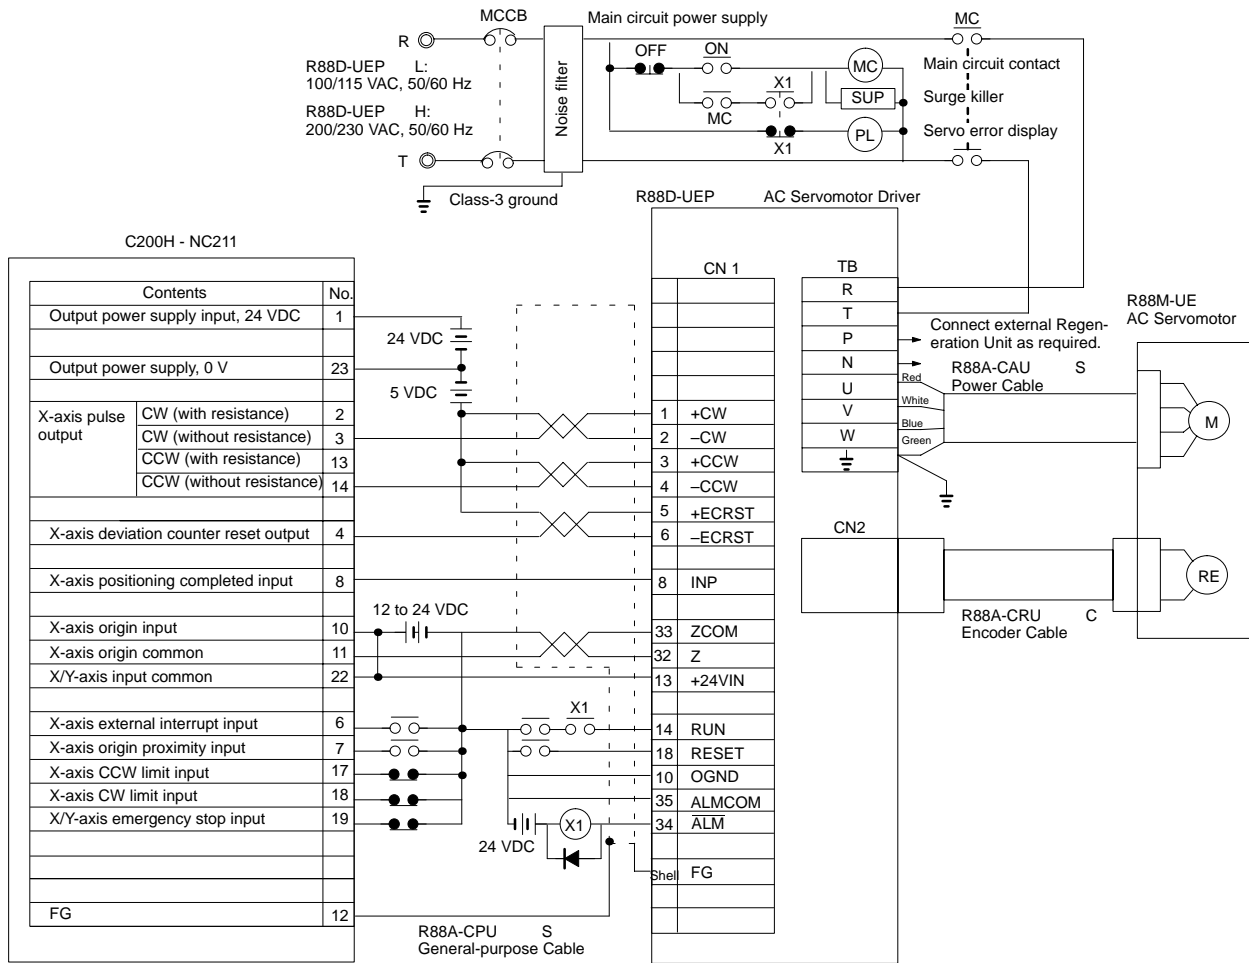 MCCB
Main circuit power supply
MC
R
OFF
ON
R88D-UEP L:
100/115 VAC, 50/60 Hz
R88D-UEP H:
200/230 VAC, 50/60 Hz
Noise filter
MC
Main circuit contact
X1
SUP
Surge killer
MC
PL
Servo error display
X1
T
Class-3 ground
R88D-UEP
AC Servomotor Driver
C200H - NC211
CN 1
TB
Contents
No.
Output power supply input, 24 VDC
1
24 VDC
Output power supply, 0 V
23
5 VDC
X-axis pulse
output
CW (with resistance)
2
CW (without resistance)
3
CCW (with resistance)
13
CCW (without resistance)
14
X-axis deviation counter reset output
4
X-axis positioning completed input
8
12 to 24 VDC
X-axis origin input
10
X-axis origin common
11
X/Y-axis input common
22
X-axis external interrupt input
6
X-axis origin proximity input
7
X-axis CCW limit input
17
X-axis CW limit input
18
X/Y-axis emergency stop input
19
FG
12
X1
24 VDC
X1
R88A-CPU S
General-purpose Cable
1 +CW
2 –CW
3 +CCW
4 –CCW
5 +ECRST
6 –ECRST
8 INP
33 ZCOM
32 Z
13 +24VIN
14 RUN
18 RESET
10 OGND
35 ALMCOM
34 ALM
Shell FG
R
T
P
N
U
V
W
Connect external Regen-
eration Unit as required.
Red
White
Blue
Green
R88A-CAU S
Power Cable
R88M-UE
AC Servomotor
M
CN2
RE
R88A-CRU C
Encoder Cable